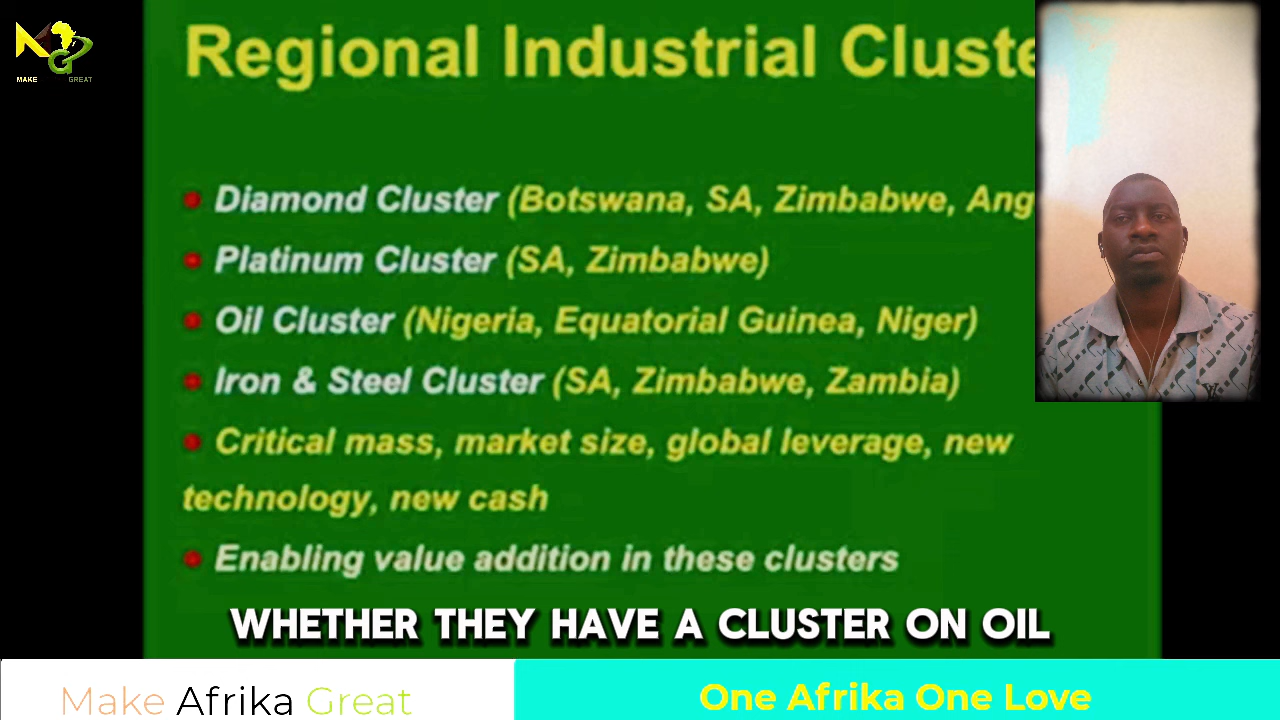 MAKE GREAT
Regional Industrial Cluste
• Diamond Cluster (Botswana, SA, Zimbabwe, Ang
• Platinum Cluster (SA, Zimbabwe)
• Oil Cluster (Nigeria, Equatorial Guinea, Niger)
• Iron & Steel Cluster (SA, Zimbabwe, Zambia)
• Critical mass, market size, global leverage, new
technology, new cash
• Enabling value addition in these clusters
WHETHER THEY HAVE A CLUSTER ON OIL
Make Afrika Great
One Afrika One Love